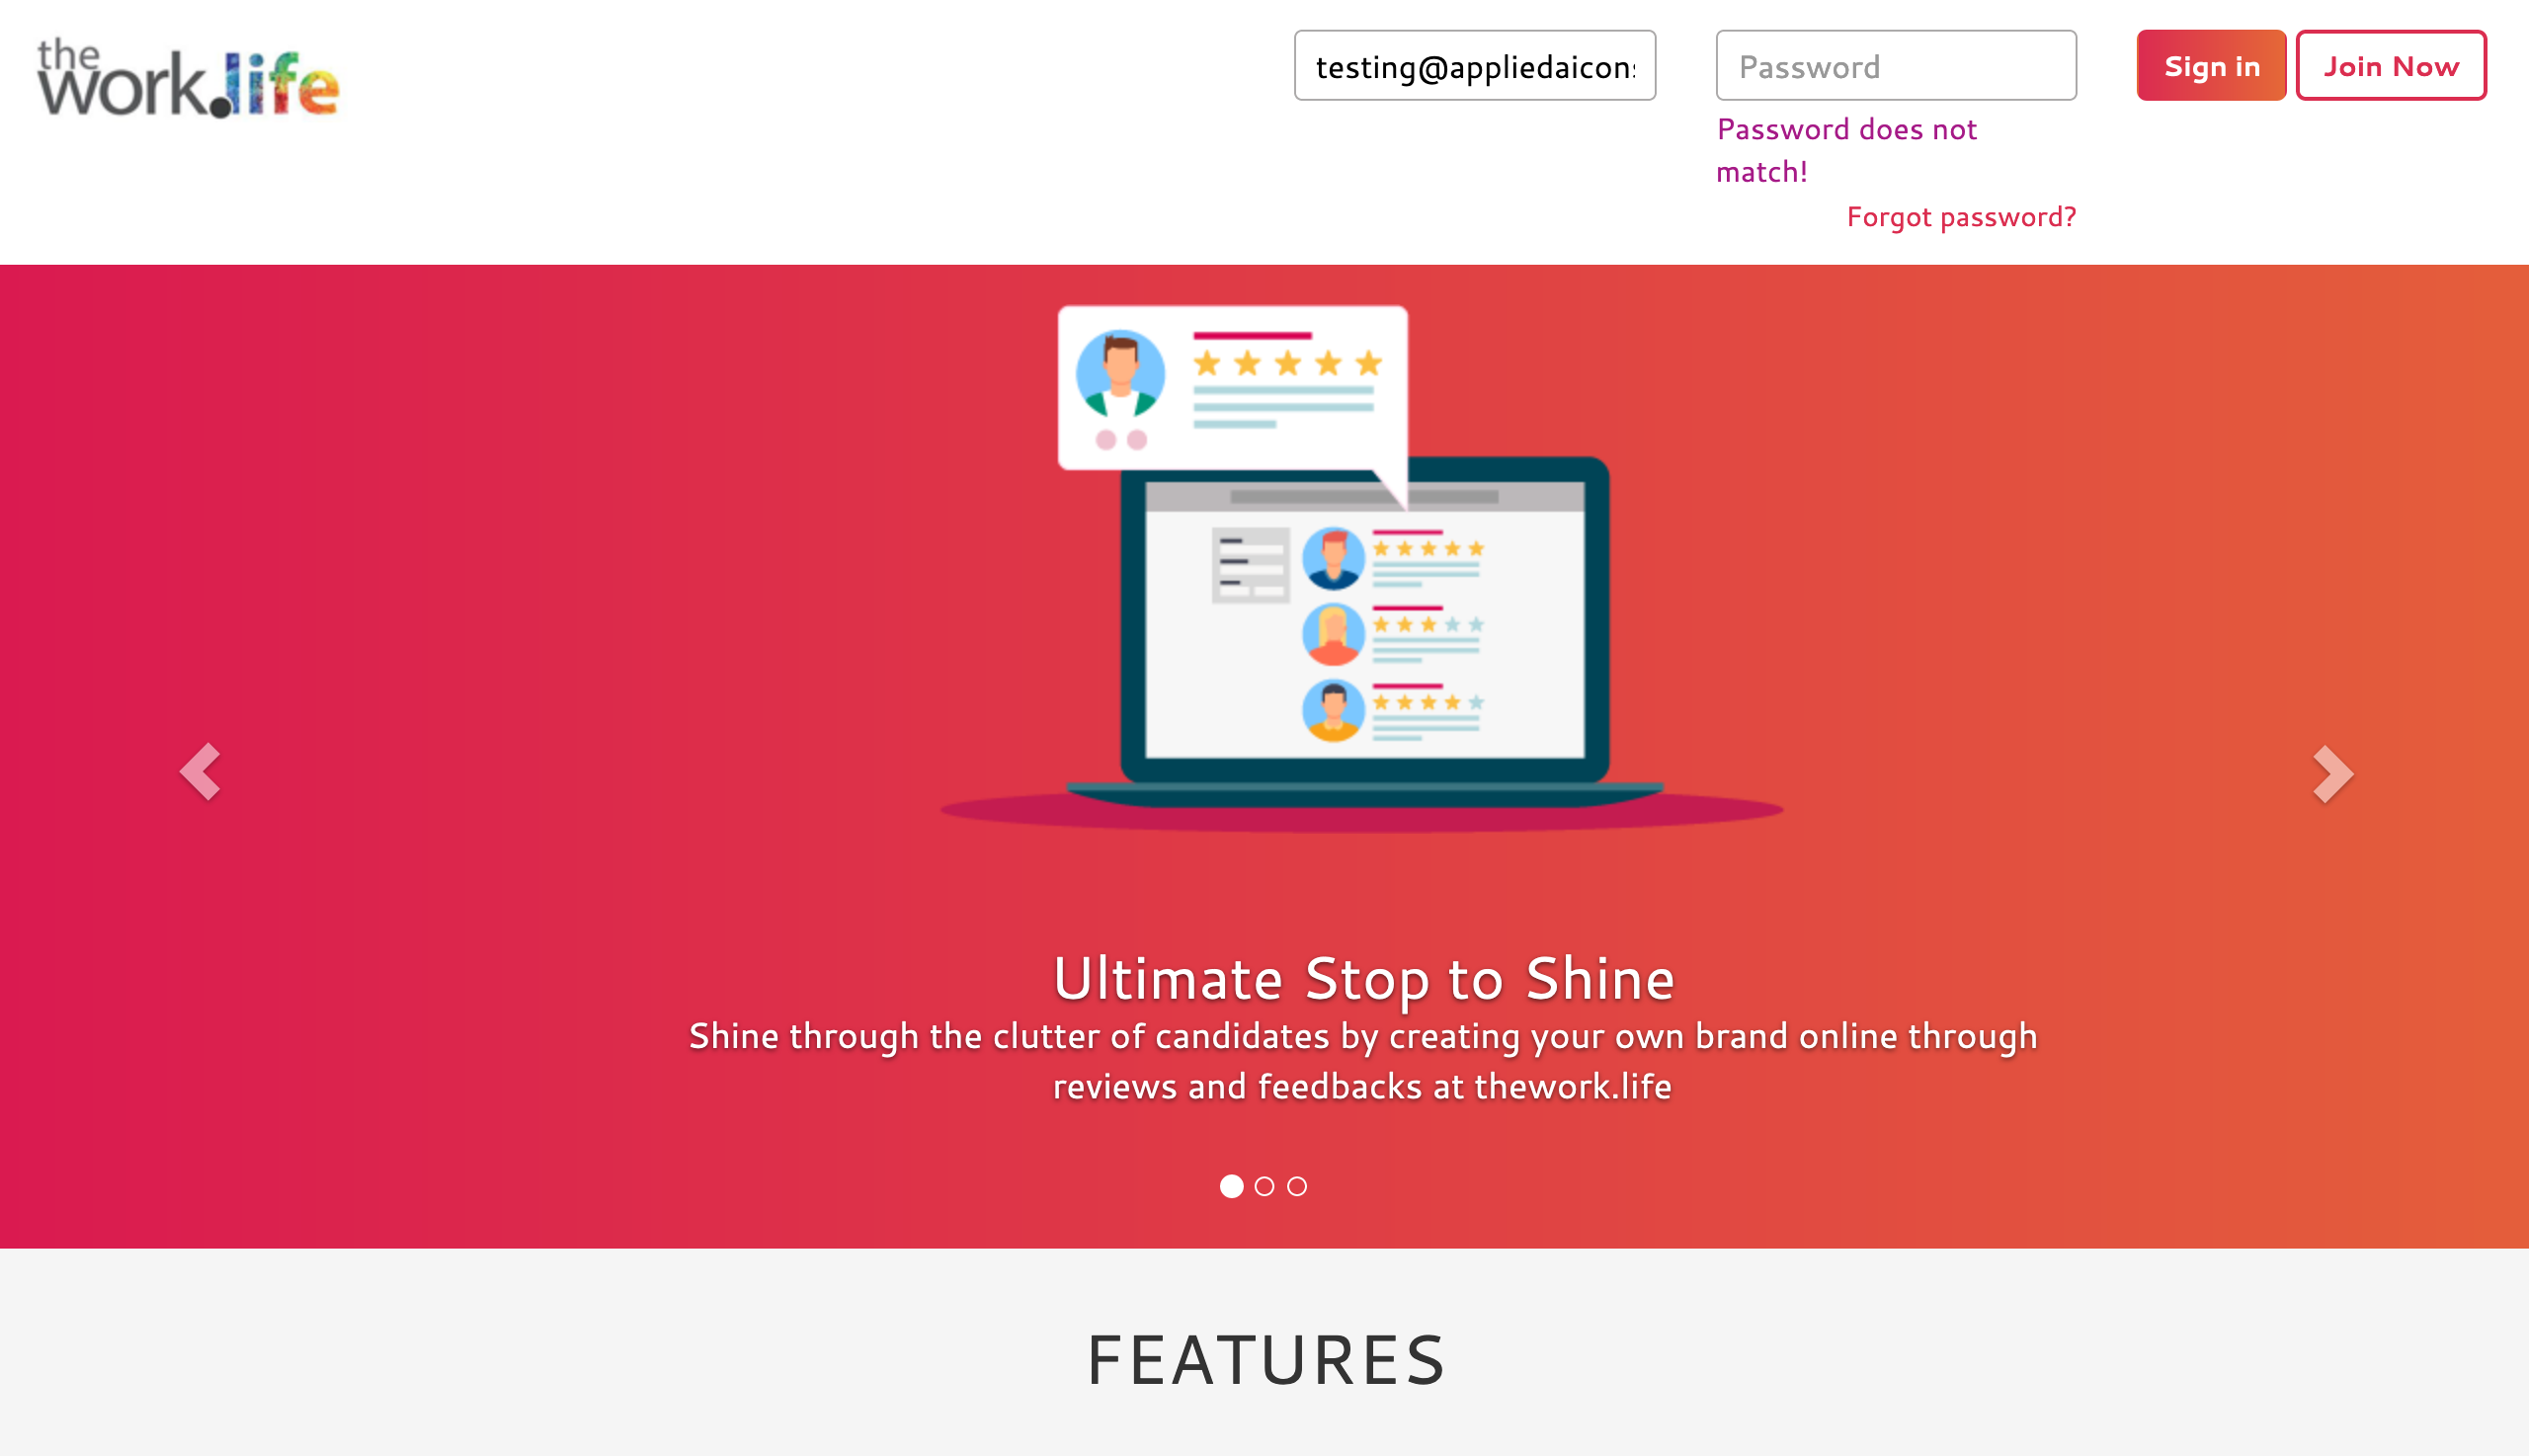 the
work.life
testing@appliedaicon
Password
Sign in
Join Now
Password does not
match!
Forgot password?
Ultimate Stop to Shine
Shine through the clutter of candidates by creating your own brand online through
reviews and feedbacks at thework.life
FEATURES